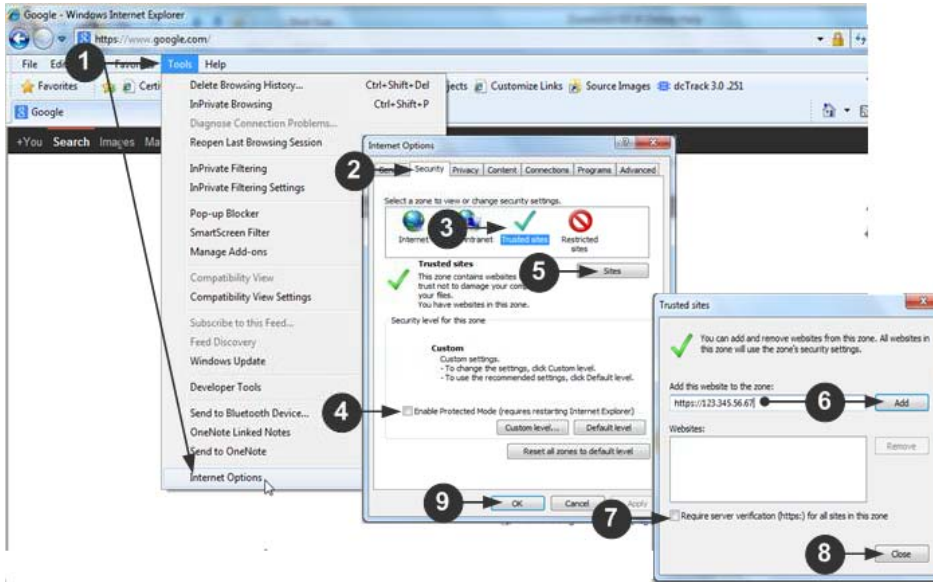 Google - Windows Internet Explorer
https://www.google.com/
File Tools Help
Favorites jects Customize Links Source Images dcTrack 3.0 .251
Google
+You Search Images Ma
1
Delete Browsing History... Ctrl+Shift+Del
InPrivate Browsing Ctrl+Shift+P
Diagnose Connection Problems...
Reopen Last Browsing Session
InPrivate Filtering
InPrivate Filtering Settings
Pop-up Blocker
SmartScreen Filter
Manage Add-ons
Compatibility View
Compatibility View Settings
Subscribe to this Feed...
Feed Discovery
Windows Update
Developer Tools
Send to Bluetooth Device...
OneNote Linked Notes
Send to OneNote
Internet Options
Internet Options
2
Security Privacy Content Connections Programs Advanced
Select a zone to view or change security settings.
3
Internet intranet Trusted sites Restricted
sites
Trusted sites
5
Sites
This zone contains websites
trust not to damage your com
your files.
You have websites in this zone.
Security level for this zone
Custom
Custom settings.
- To change the settings, click Custom level.
- To use the recommended settings, click Default level.
4
Enable Protected Mode (requires restarting Internet Explorer)
Custom level... Default level
Reset all zones to default level
9
OK Cancel Apply
Trusted sites
You can add and remove websites from this zone. All websites in
this zone will use the zone's security settings.
Add this website to the zone:
https://123.345.56.67 6 Add
Websites:
Remove
7
Require server verification (https:) for all sites in this zone
8
Close